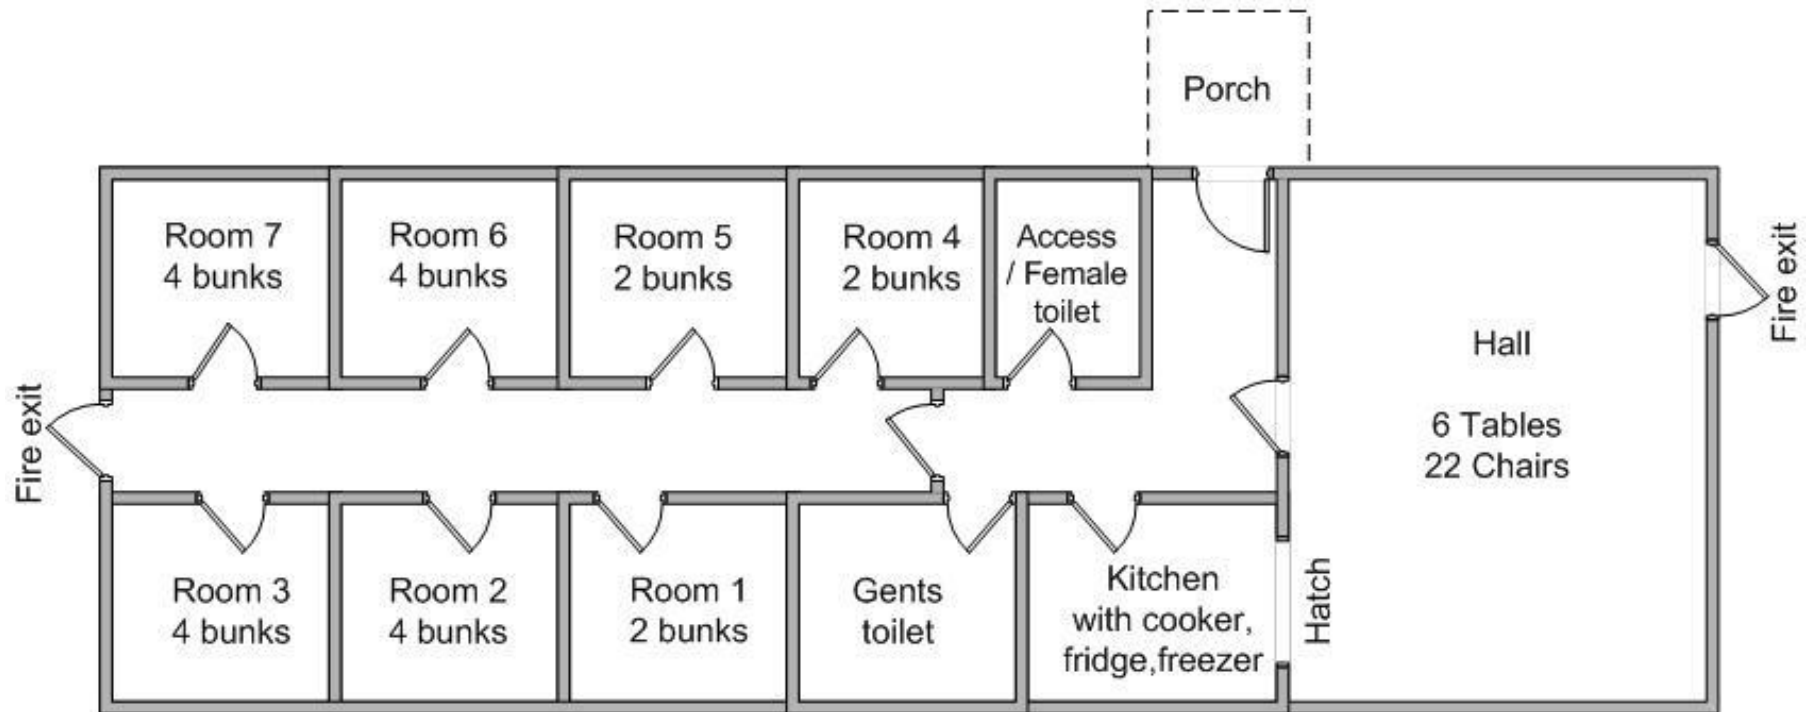 Porch
Room 7
4 bunks
Room 6
4 bunks
Room 5
2 bunks
Room 4
2 bunks
Access
/ Female
toilet
Hall
6 Tables
22 Chairs
Fire exit
Fire exit
Room 3
4 bunks
Room 2
4 bunks
Room 1
2 bunks
Gents
toilet
Kitchen
with cooker,
fridge,freezer
Hatch